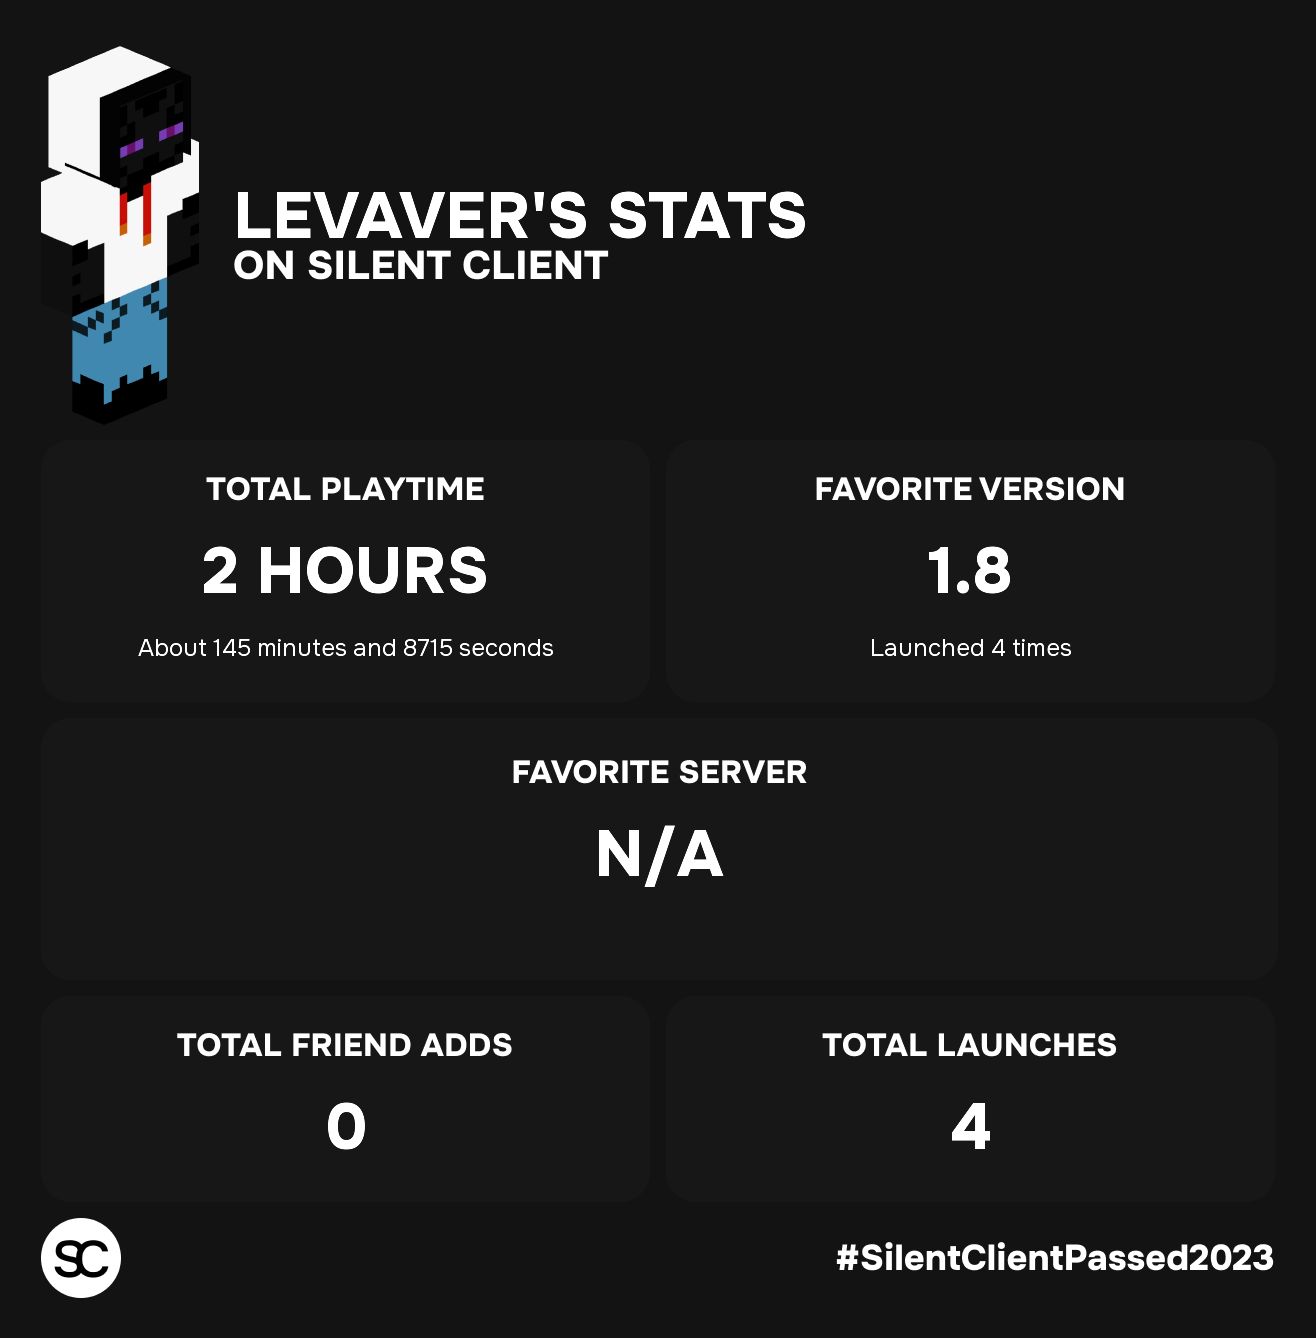 LEVAVER'S STATS
ON SILENT CLIENT
TOTAL PLAYTIME
2 HOURS
About 145 minutes and 8715 seconds
FAVORITE VERSION
1.8
Launched 4 times
FAVORITE SERVER
N/A
TOTAL FRIEND ADDS
0
TOTAL LAUNCHES
4
SC
#SilentClientPassed2023